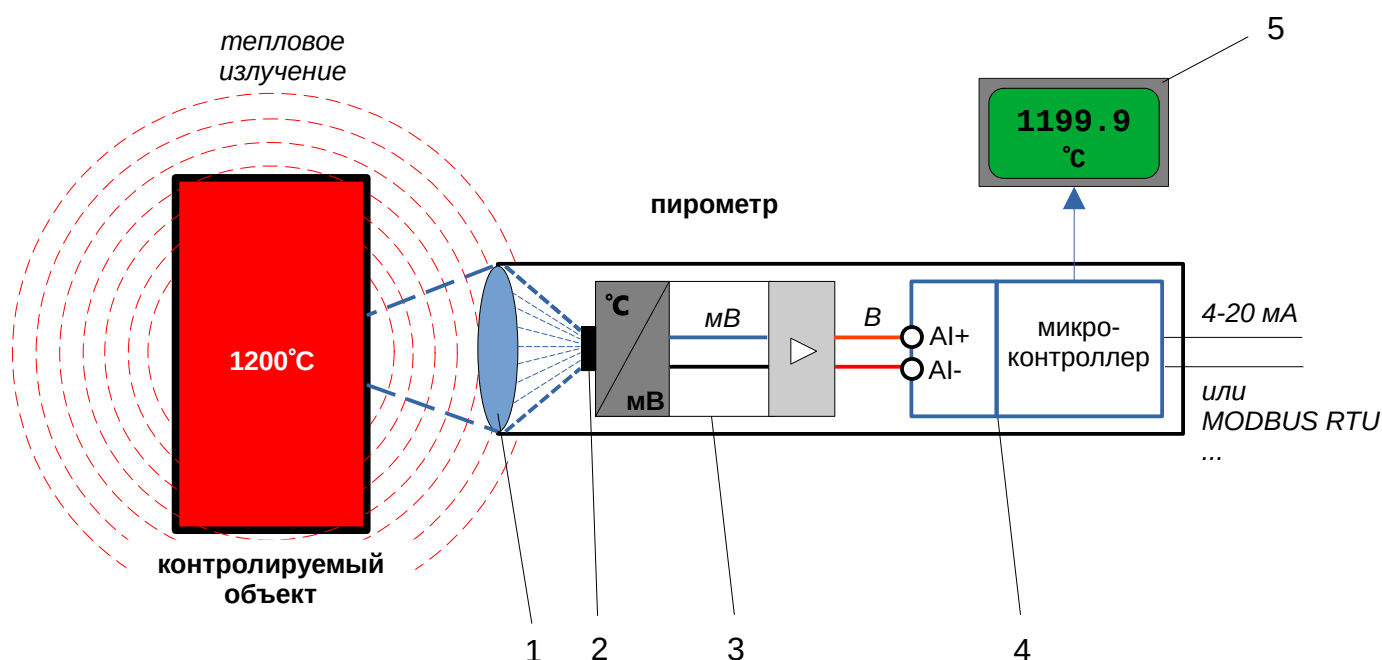 тепловое
излучение
5
1199.9
°C
пирометр
1200°C
°C
мВ
мВ
В
AI+
AI-
микро-
контроллер
4-20 мА
или
MODBUS RTU
...
контролируемый
объект
1
2
3
4